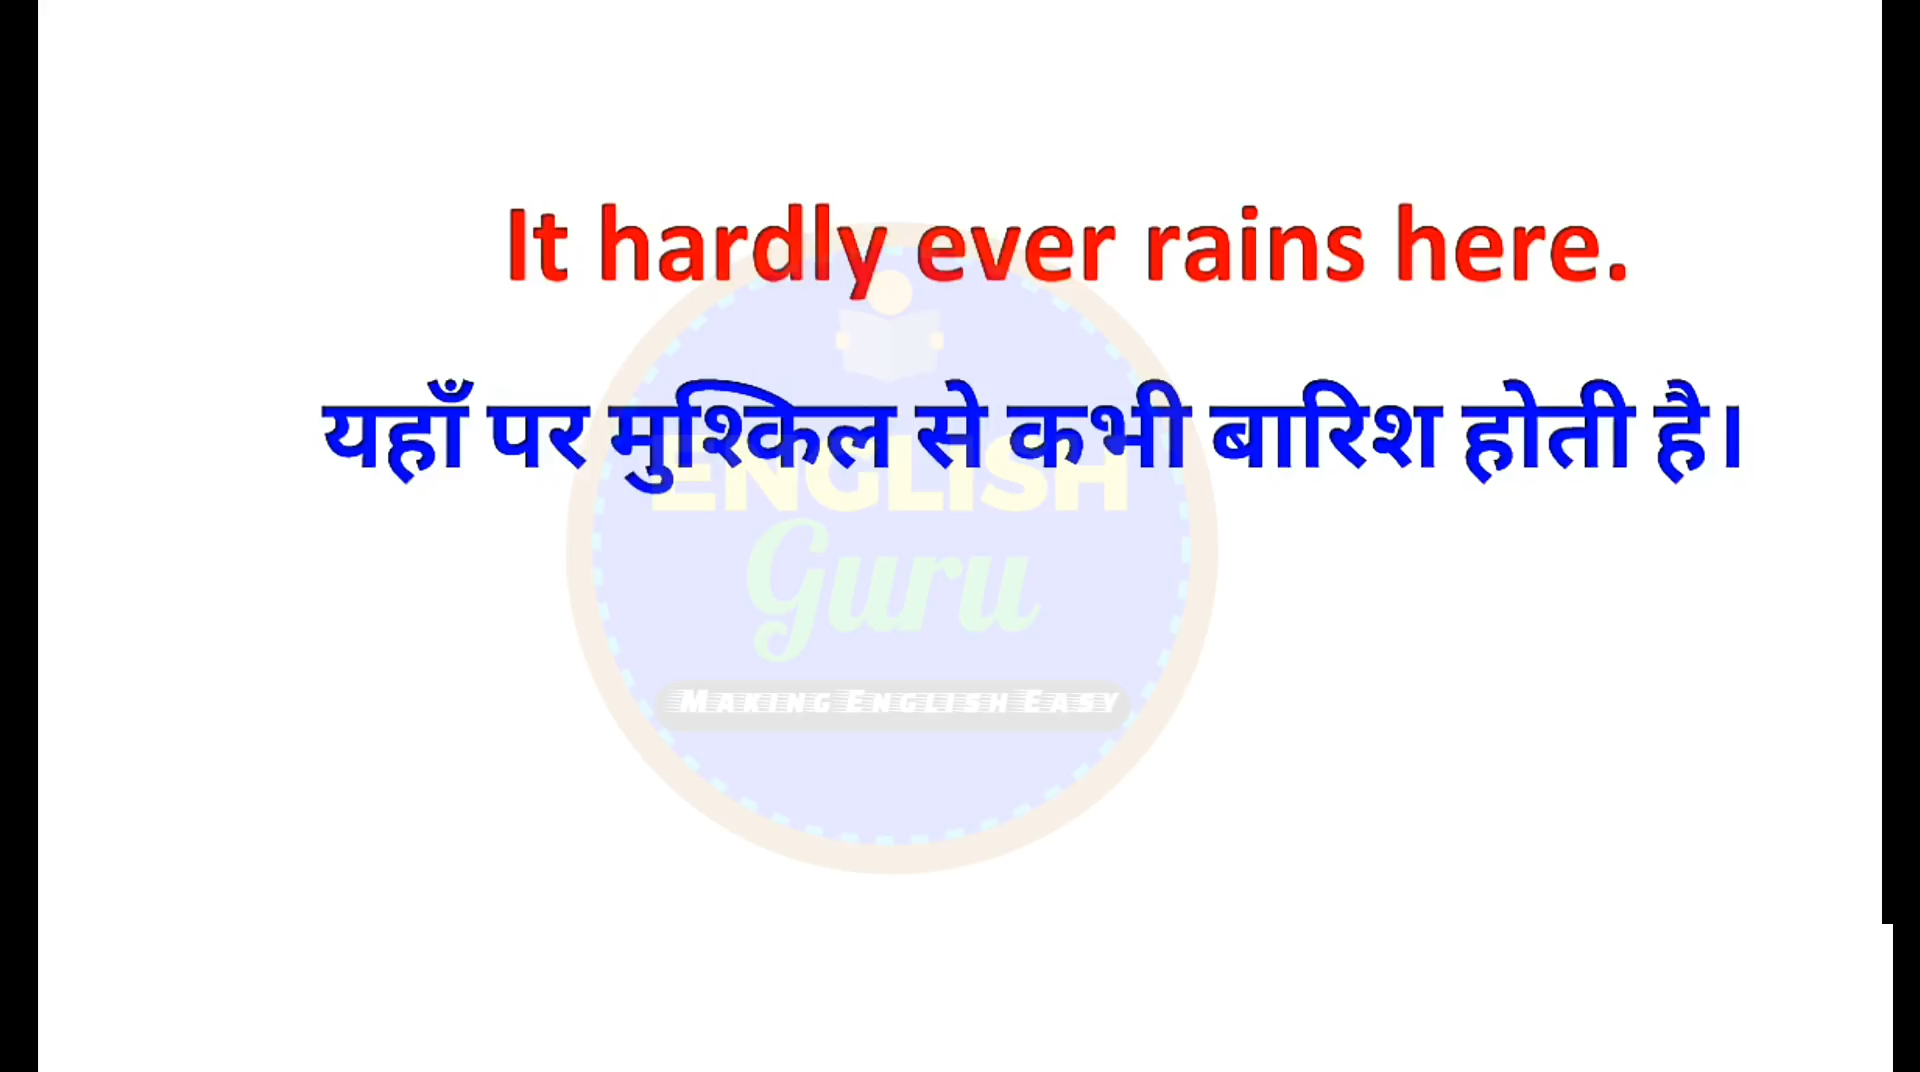 It hardly ever rains here.
यहाँ पर मुश्किल से कभी बारिश होती है।
ENGLISH
Guru
MAKING ENGLISH EASY